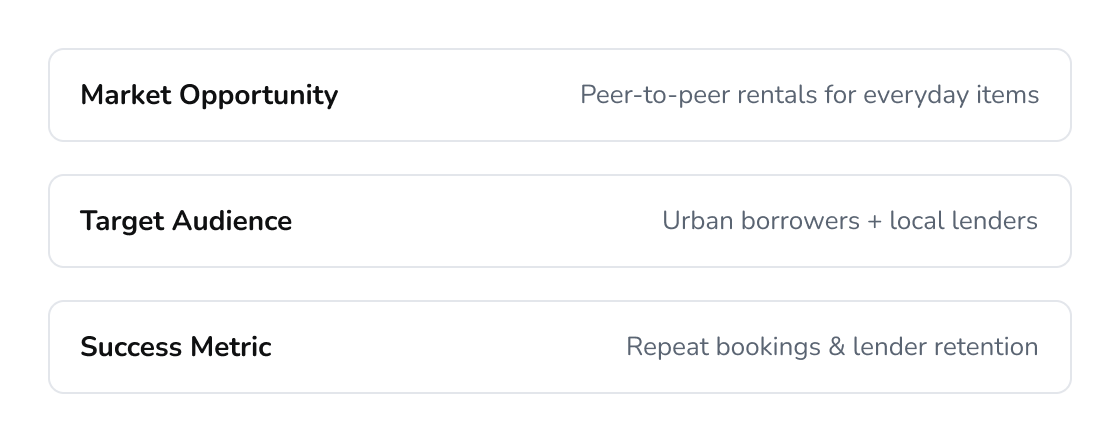 Market Opportunity Peer-to-peer rentals for everyday items
Target Audience Urban borrowers + local lenders
Success Metric Repeat bookings & lender retention